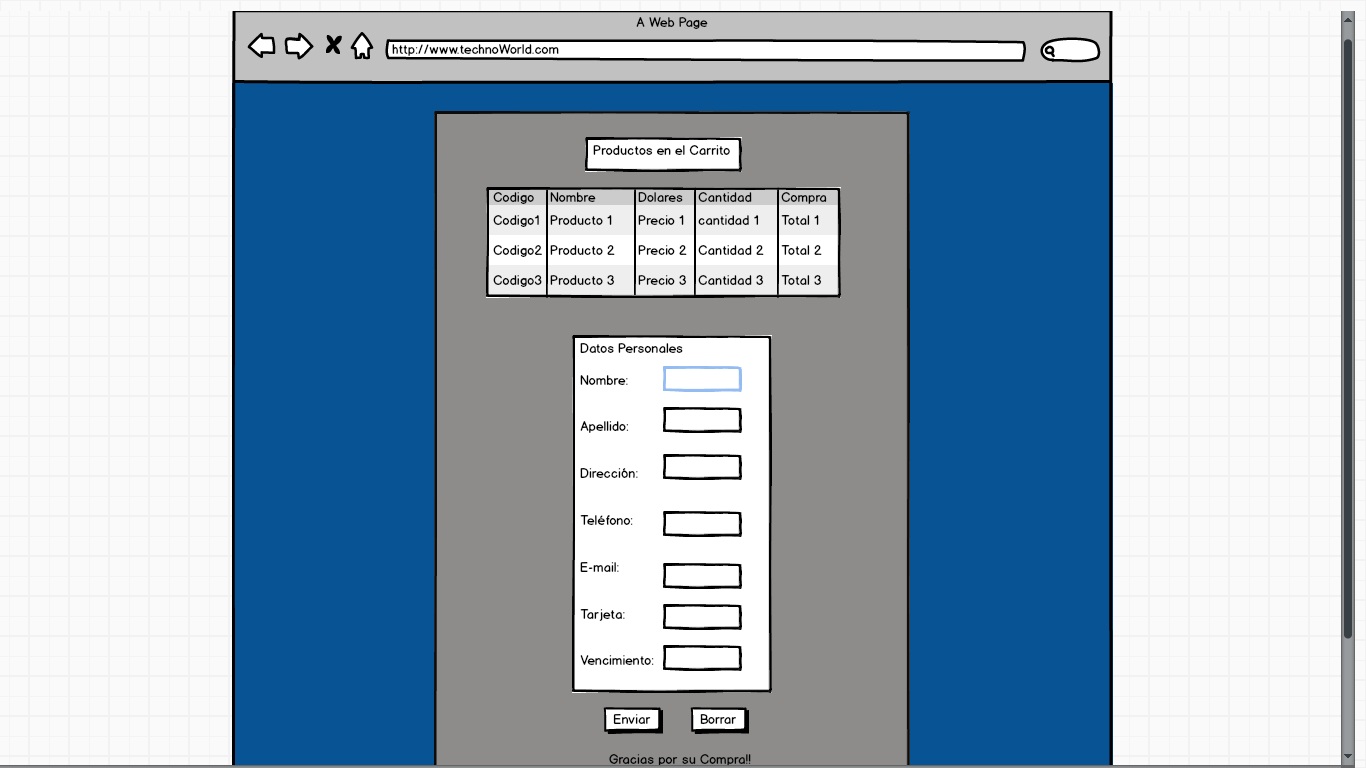 A Web Page
http://www.technoWorld.com
Productos en el Carrito
Codigo Nombre Dolares Cantidad Compra
Codigo1 Producto 1 Precio 1 cantidad 1 Total 1
Codigo2 Producto 2 Precio 2 Cantidad 2 Total 2
Codigo3 Producto 3 Precio 3 Cantidad 3 Total 3
Datos Personales
Nombre:
Apellido:
Dirección:
Teléfono:
E-mail:
Tarjeta:
Vencimiento:
Enviar Borrar
Gracias por su Compra!!